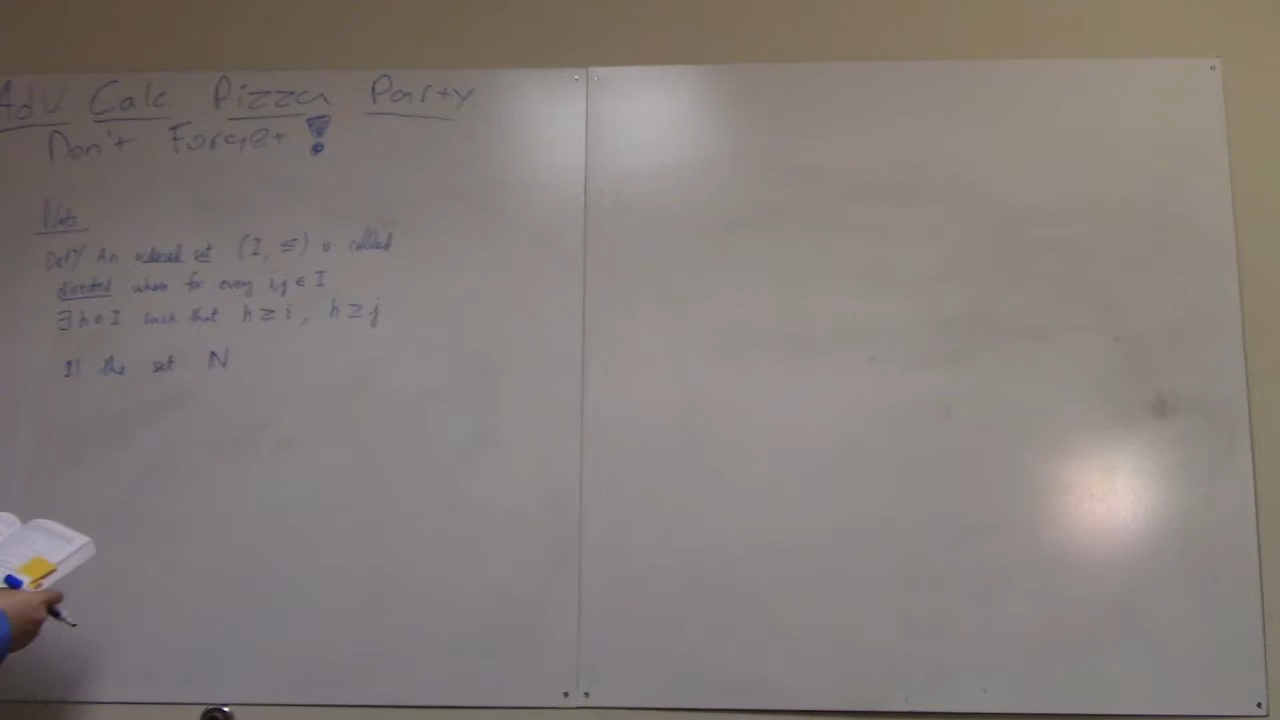 Adv Calc Pizza Party
Don't Forget !
Nets
Def'n An ordered set (I, ≤) is called
directed when for every i,j ∈ I
∃ h ∈ I such that h ≥ i, h ≥ j
1) the set ℕ